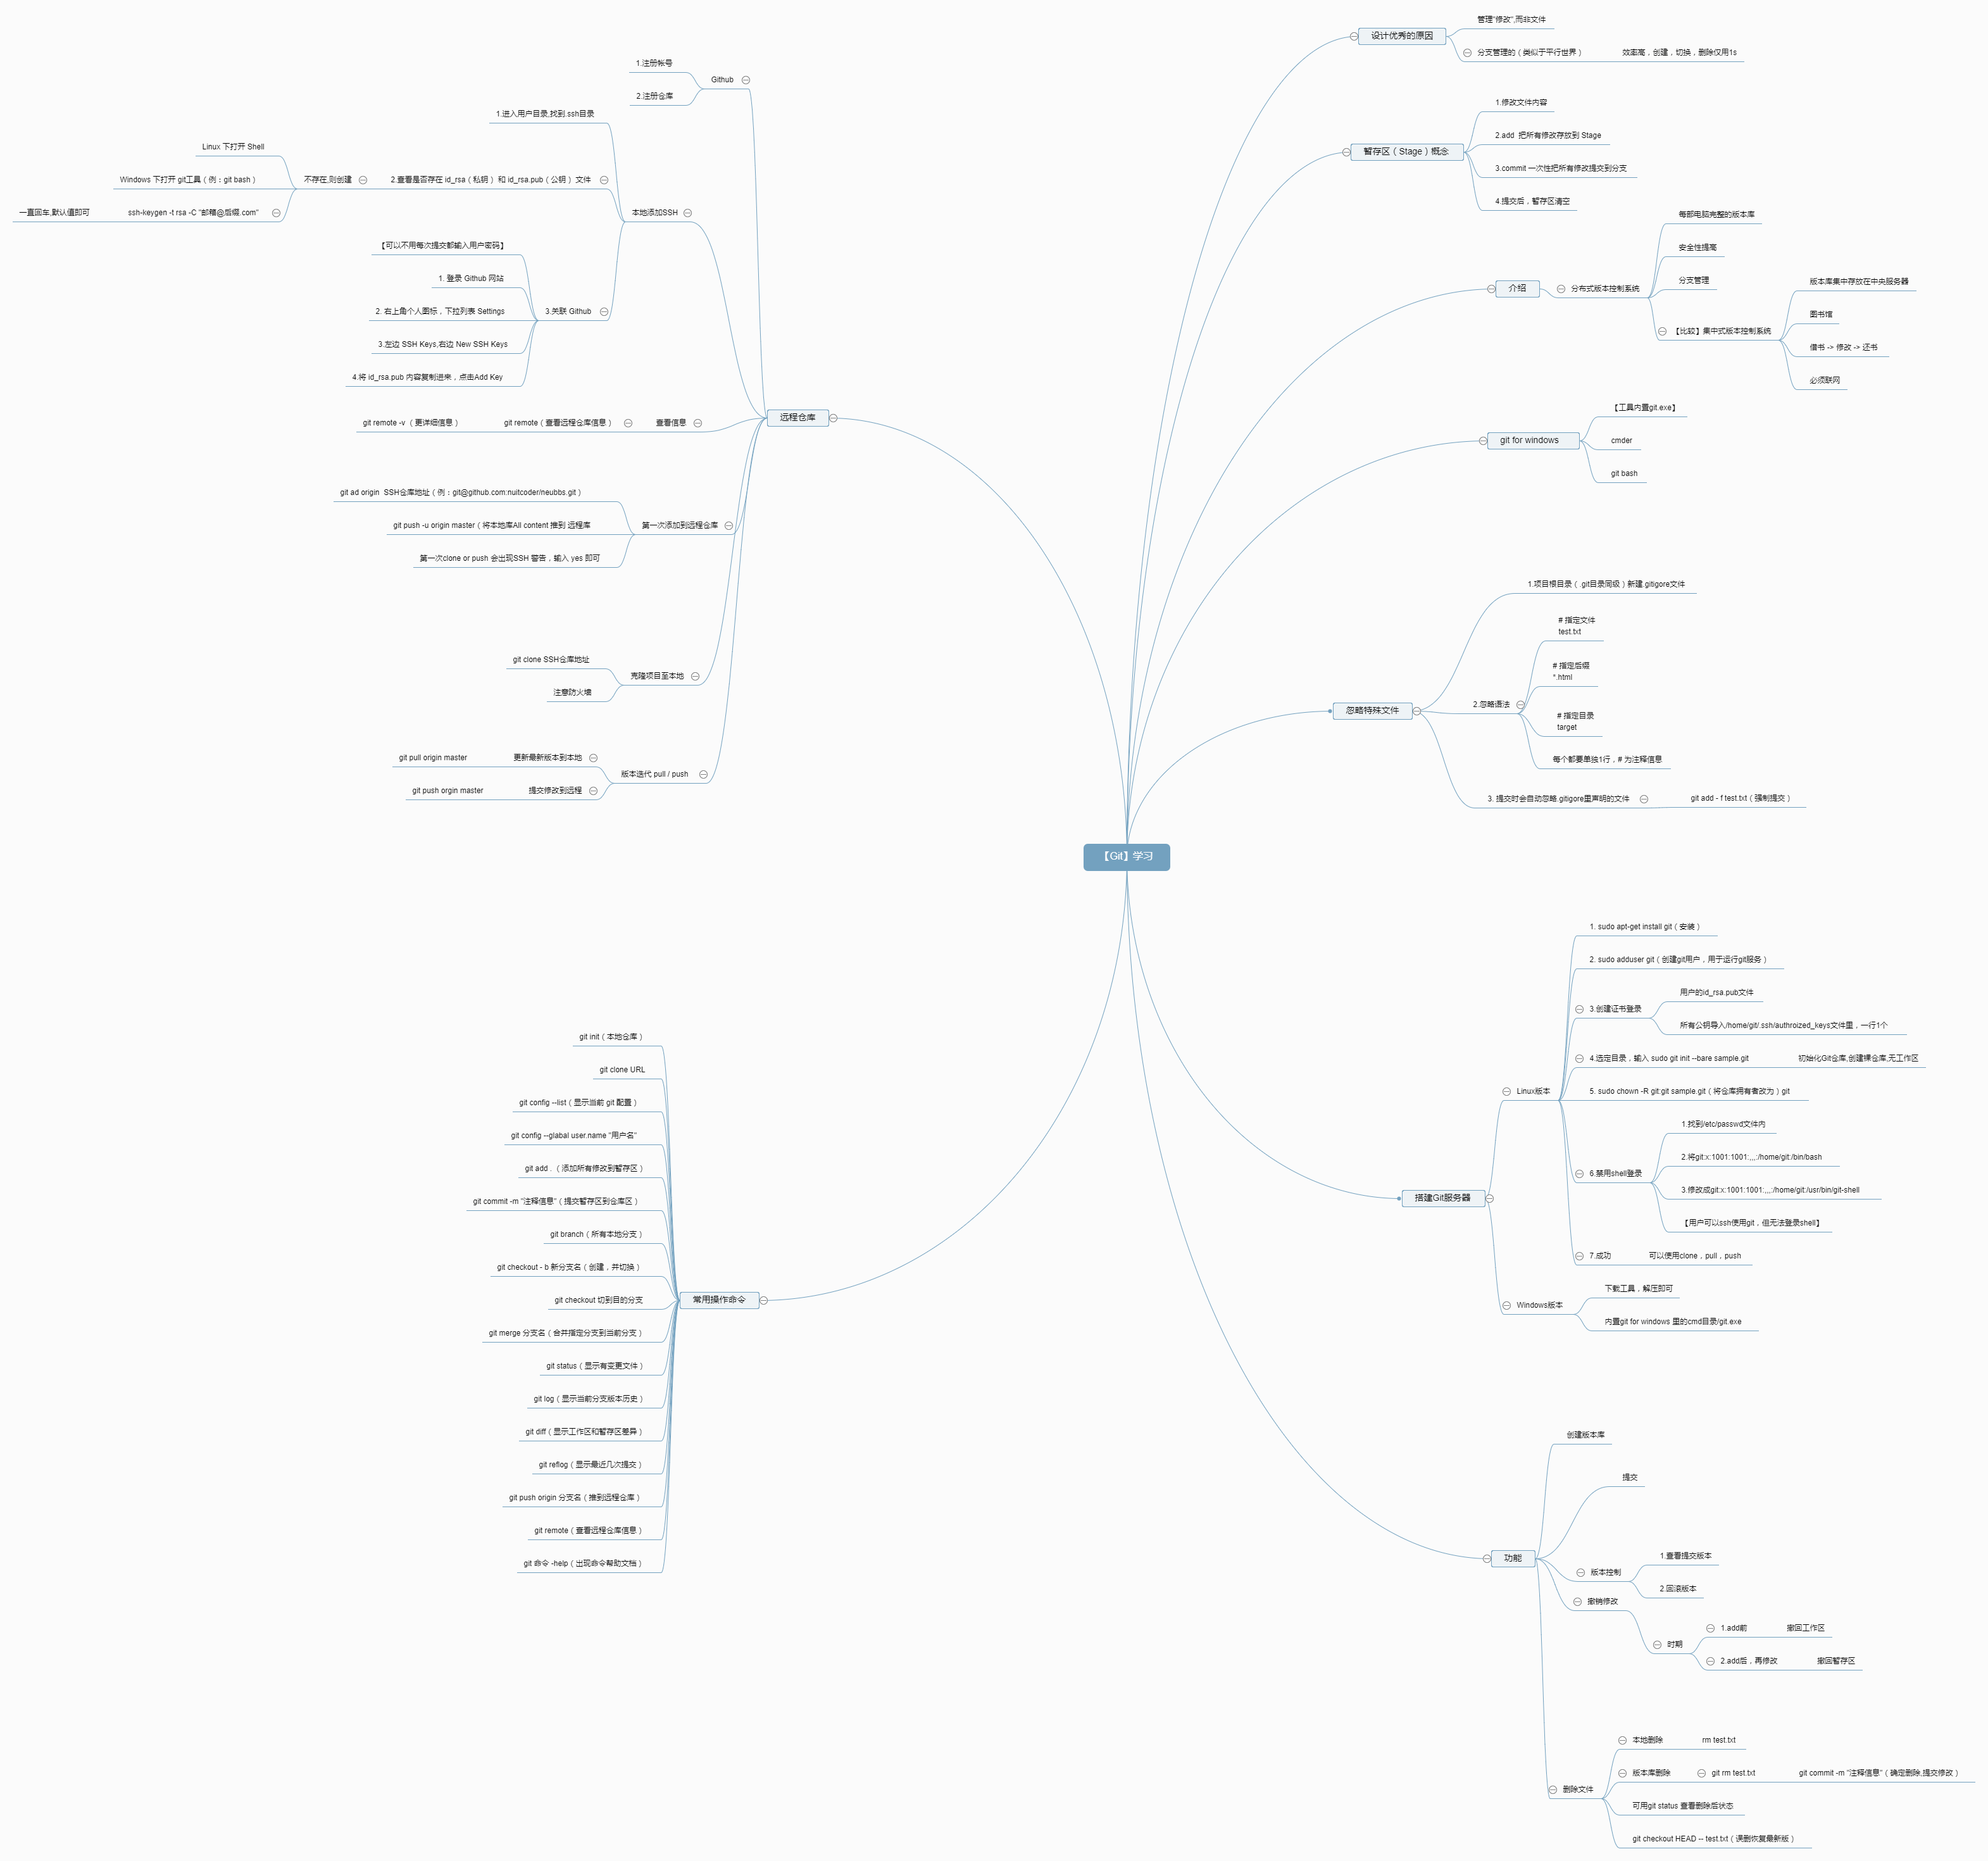 【Git】学习
设计优秀的原因
管理“修改”,而非文件
分支管理的（类似于平行世界）
效率高，创建，切换，删除仅用1s
暂存区（Stage）概念
1.修改文件内容
2.add  把所有修改存放到 Stage
3.commit 一次性把所有修改提交到分支
4.提交后，暂存区清空
介绍
分布式版本控制系统
每部电脑完整的版本库
安全性提高
分支管理
【比较】集中式版本控制系统
版本库集中存放在中央服务器
图书馆
借书 -> 修改 -> 还书
必须联网
git for windows
【工具内置git.exe】
cmder
git bash
忽略特殊文件
1.项目根目录（.git目录同级）新建.gitigore文件
2.忽略语法
# 指定文件
test.txt
# 指定后缀
*.html
# 指定目录
target
每个都要单独1行，# 为注释信息
3. 提交时会自动忽略.gitigore里声明的文件
git add - f test.txt（强制提交）
搭建Git服务器
Linux版本
1. sudo apt-get install git（安装）
2. sudo adduser git（创建git用户，用于运行git服务）
3.创建证书登录
用户的id_rsa.pub文件
所有公钥导入/home/git/.ssh/authroized_keys文件里，一行1个
4.选定目录，输入 sudo git init --bare sample.git
初始化Git仓库,创建裸仓库,无工作区
5. sudo chown -R git:git sample.git（将仓库拥有者改为）git
6.禁用shell登录
1.找到/etc/passwd文件内
2.将git:x:1001:1001:,,,:/home/git:/bin/bash
3.修改成git:x:1001:1001:,,,:/home/git:/usr/bin/git-shell
【用户可以ssh使用git，但无法登录shell】
7.成功
可以使用clone，pull，push
Windows版本
下载工具，解压即可
内置git for windows 里的cmd目录/git.exe
功能
创建版本库
提交
版本控制
1.查看提交版本
2.回滚版本
撤销修改
时期
1.add前
撤回工作区
2.add后，再修改
撤回暂存区
删除文件
本地删除
rm test.txt
版本库删除
git rm test.txt
git commit -m "注释信息"（确定删除,提交修改）
可用git status 查看删除后状态
git checkout HEAD -- test.txt（误删恢复最新版）
远程仓库
Github
1.注册帐号
2.注册仓库
本地添加SSH
1.进入用户目录,找到.ssh目录
2.查看是否存在 id_rsa（私钥） 和 id_rsa.pub（公钥） 文件
不存在,则创建
Linux 下打开 Shell
Windows 下打开 git工具（例：git bash）
ssh-keygen -t rsa -C “邮箱@后缀.com”
一直回车,默认值即可
3.关联 Github
【可以不用每次提交都输入用户密码】
1. 登录 Github 网站
2. 右上角个人图标，下拉列表 Settings
3.左边 SSH Keys,右边 New SSH Keys
4.将 id_rsa.pub 内容复制进来，点击Add Key
查看信息
git remote（查看远程仓库信息）
git remote -v （更详细信息）
第一次添加到远程仓库
git ad origin  SSH仓库地址（例：git@github.com:nuitcoder/neubbs.git）
git push -u origin master（将本地库All content 推到 远程库
第一次clone or push 会出现SSH 警告，输入 yes 即可
克隆项目至本地
git clone SSH仓库地址
注意防火墙
版本迭代 pull / push
更新最新版本到本地
git pull origin master
提交修改到远程
git push orgin master
常用操作命令
git init（本地仓库）
git clone URL
git config --list（显示当前 git 配置）
git config --glabal user.name "用户名"
git add . （添加所有修改到暂存区）
git commit -m "注释信息"（提交暂存区到仓库区）
git branch（所有本地分支）
git checkout - b 新分支名（创建，并切换）
git checkout 切到目的分支
git merge 分支名（合并指定分支到当前分支）
git status（显示有变更文件）
git log（显示当前分支版本历史）
git diff（显示工作区和暂存区差异）
git reflog（显示最近几次提交）
git push origin 分支名（推到远程仓库）
git remote（查看远程仓库信息）
git 命令 -help（出现命令帮助文档）